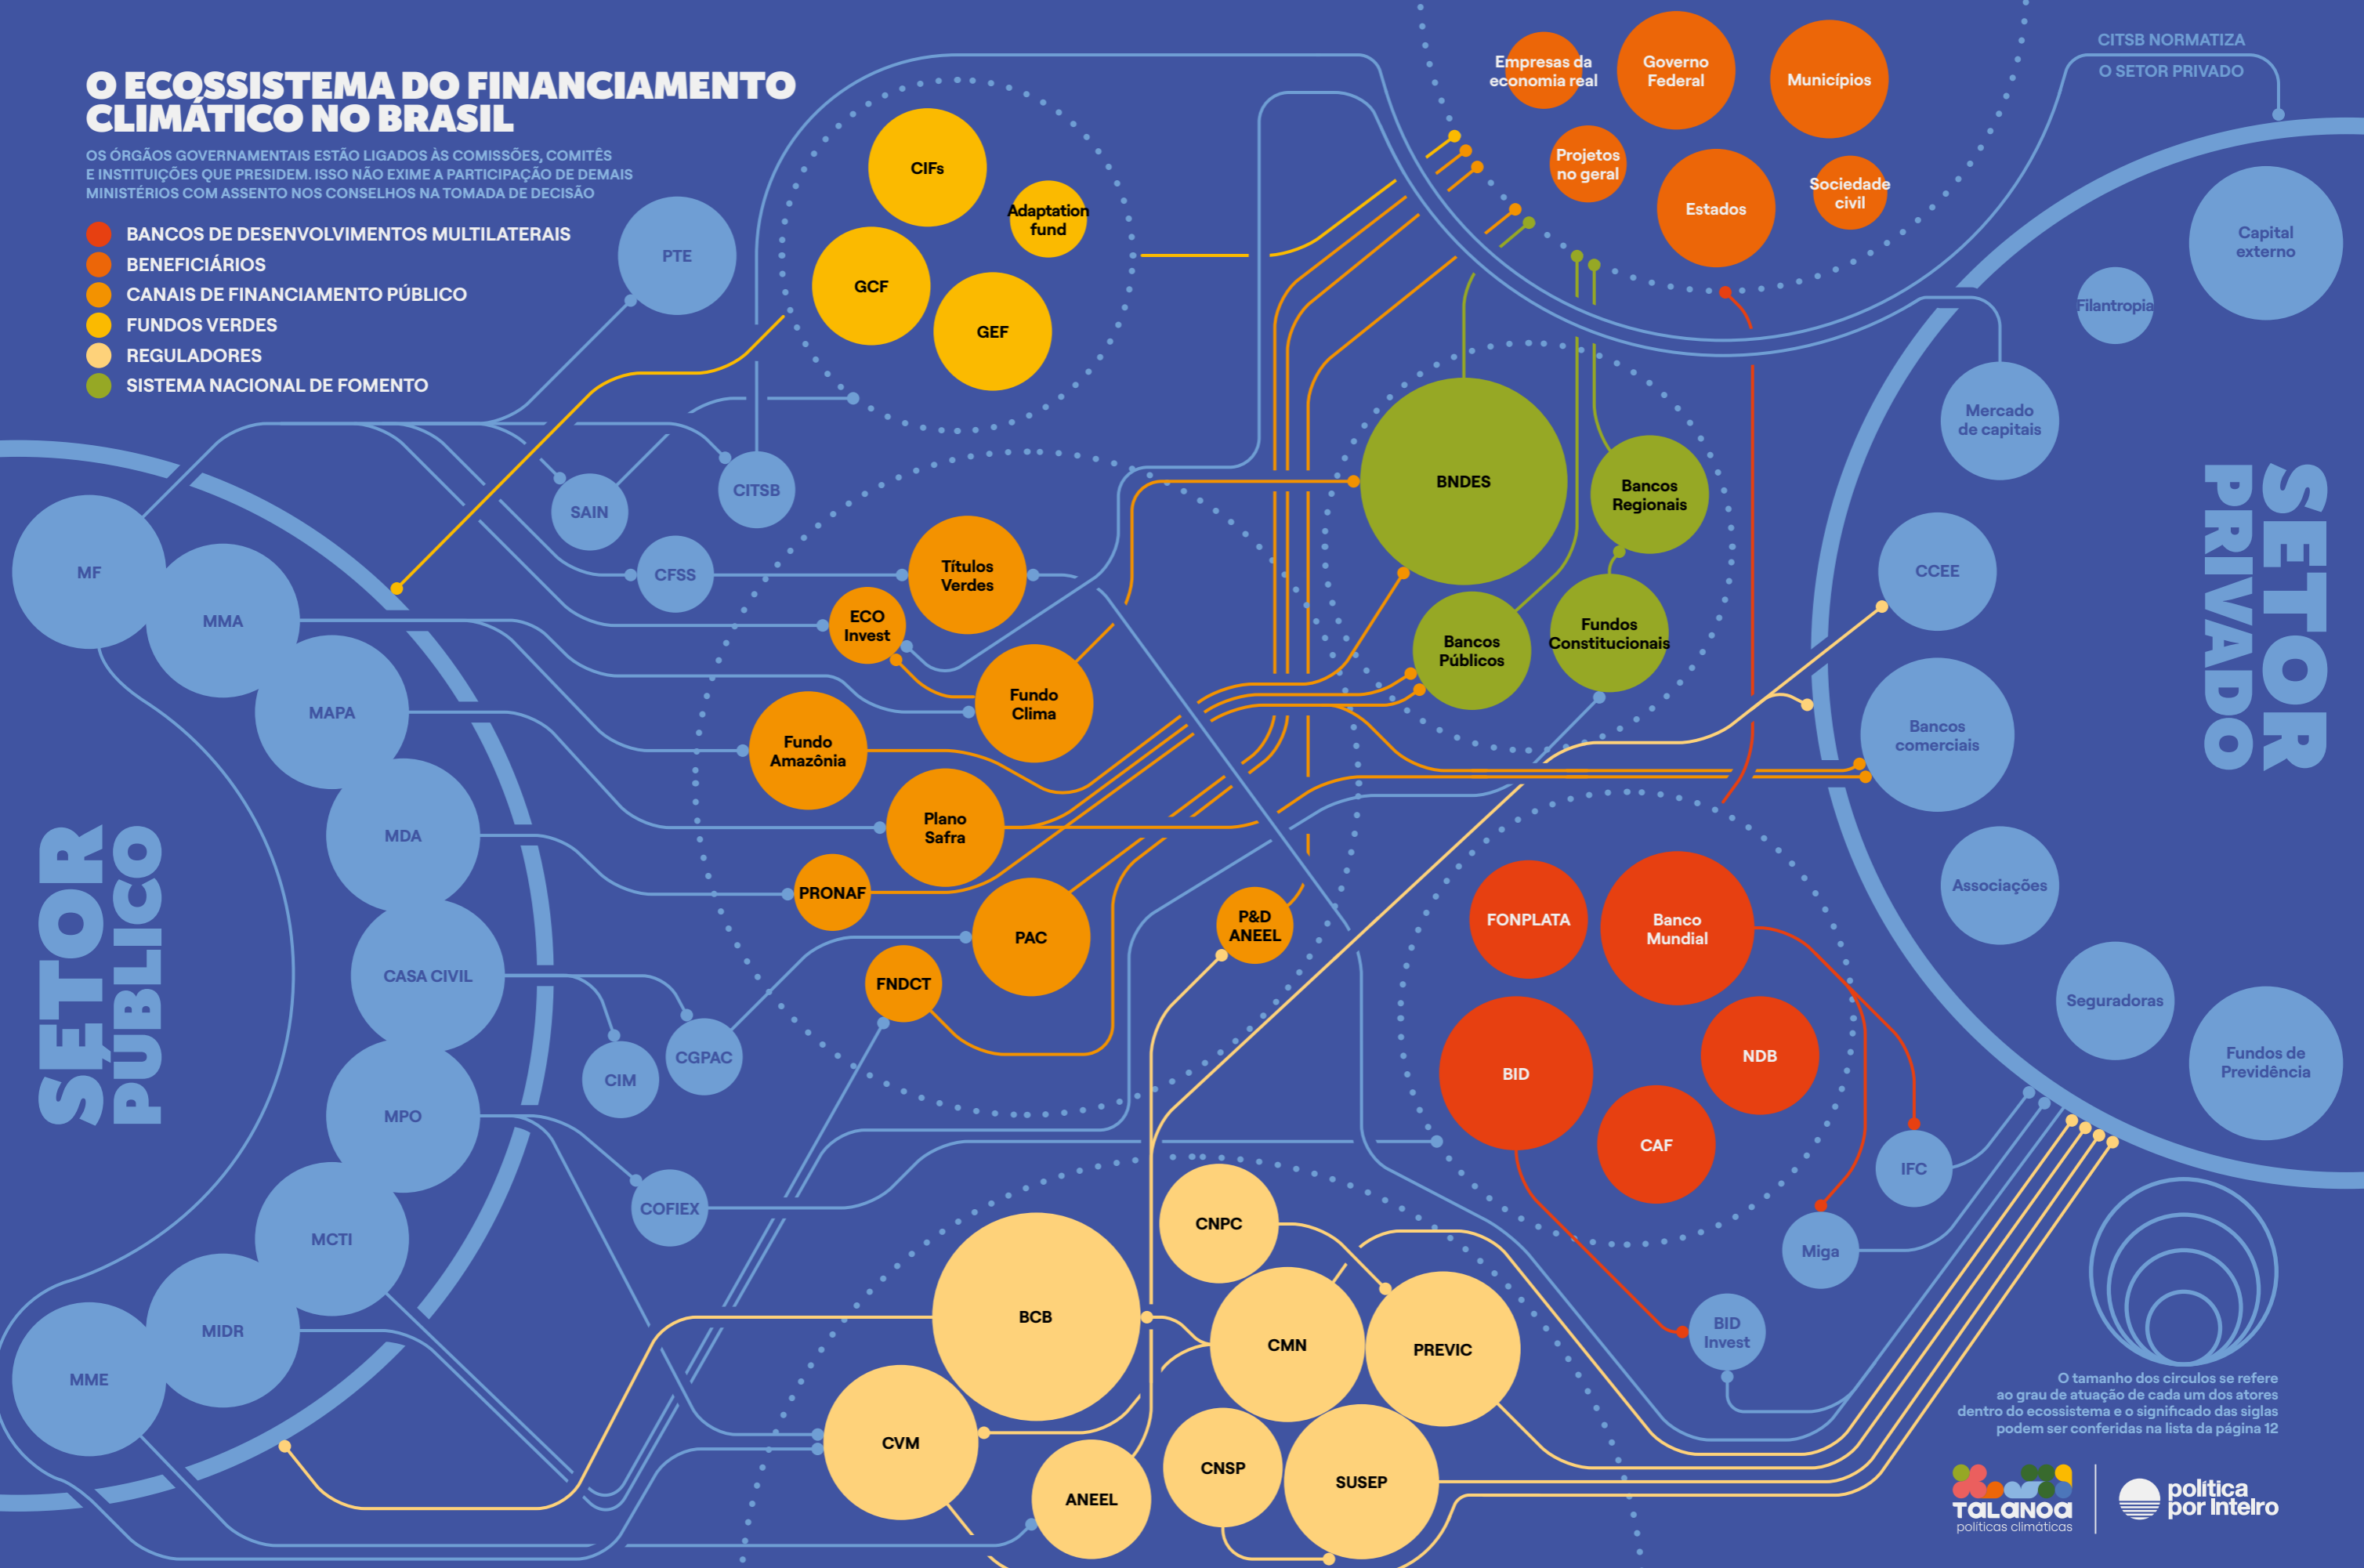 O ECOSSISTEMA DO FINANCIAMENTO
CLIMÁTICO NO BRASIL
OS ÓRGÃOS GOVERNAMENTAIS ESTÃO LIGADOS ÀS COMISSÕES, COMITÊS
E INSTITUIÇÕES QUE PRESIDEM. ISSO NÃO EXIME A PARTICIPAÇÃO DE DEMAIS
MINISTÉRIOS COM ASSENTO NOS CONSELHOS NA TOMADA DE DECISÃO
BANCOS DE DESENVOLVIMENTOS MULTILATERAIS
BENEFICIÁRIOS
CANAIS DE FINANCIAMENTO PÚBLICO
FUNDOS VERDES
REGULADORES
SISTEMA NACIONAL DE FOMENTO
SETOR
PÚBLICO
MF
MMA
MAPA
MDA
CASA CIVIL
MPO
MCTI
MIDR
MME
PTE
SAIN
CITSB
CFSS
CIM
CGPAC
COFIEX
CIFs
Adaptation
fund
GCF
GEF
Títulos
Verdes
ECO
Invest
Fundo
Clima
Fundo
Amazônia
Plano
Safra
PRONAF
PAC
FNDCT
P&D
ANEEL
Empresas da
economia real
Governo
Federal
Municípios
Projetos
no geral
Estados
Sociedade
civil
BNDES
Bancos
Regionais
Bancos
Públicos
Fundos
Constitucionais
FONPLATA
Banco
Mundial
BID
NDB
CAF
IFC
Miga
BID
Invest
BCB
CNPC
CMN
PREVIC
CVM
ANEEL
CNSP
SUSEP
CITSB NORMATIZA
O SETOR PRIVADO
Capital
externo
Filantropia
Mercado
de capitais
CCEE
Bancos
comerciais
Associações
Seguradoras
Fundos de
Previdência
SETOR
PRIVADO
O tamanho dos circulos se refere
ao grau de atuação de cada um dos atores
dentro do ecossistema e o significado das siglas
podem ser conferidas na lista da página 12
TALANOA
políticas climáticas
política
por inteiro